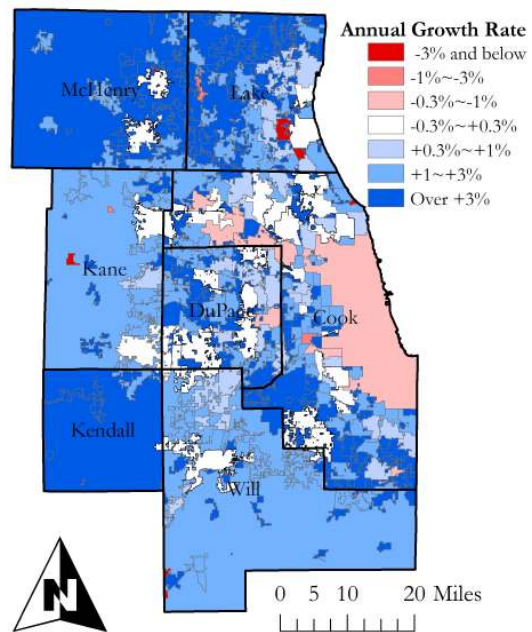 Annual Growth Rate
-3% and below
-1%~-3%
-0.3%~-1%
-0.3%~+0.3%
+0.3%~+1%
+1~+3%
Over +3%
McHenry
Lake
Kane
DuPage
Cook
Kendall
Will
N
0 5 10 20 Miles